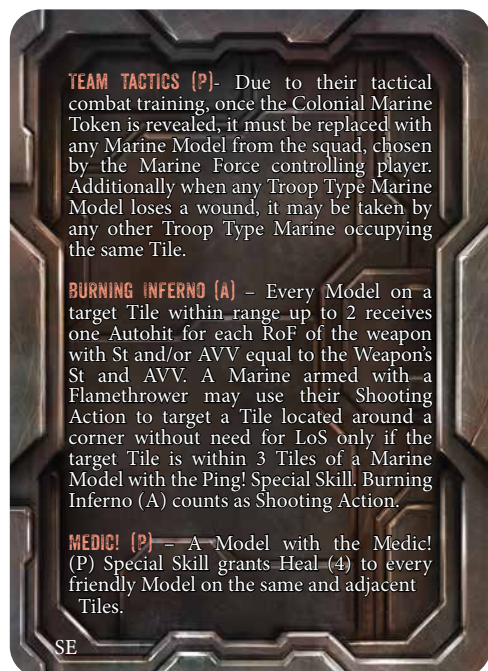 TEAM TACTICS (P)- Due to their tactical
combat training, once the Colonial Marine
Token is revealed, it must be replaced with
any Marine Model from the squad, chosen
by the Marine Force controlling player.
Additionally when any Troop Type Marine
Model loses a wound, it may be taken by
any other Troop Type Marine occupying
the same Tile.
BURNING INFERNO (A) – Every Model on a
target Tile within range up to 2 receives
one Autohit for each RoF of the weapon
with St and/or AVV equal to the Weapon's
St and AVV. A Marine armed with a
Flamethrower may use their Shooting
Action to target a Tile located around a
corner without need for LoS only if the
target Tile is within 3 Tiles of a Marine
Model with the Ping! Special Skill. Burning
Inferno (A) counts as Shooting Action.
MEDIC! (P) – A Model with the Medic!
(P) Special Skill grants Heal (4) to every
friendly Model on the same and adjacent
Tiles.
SE